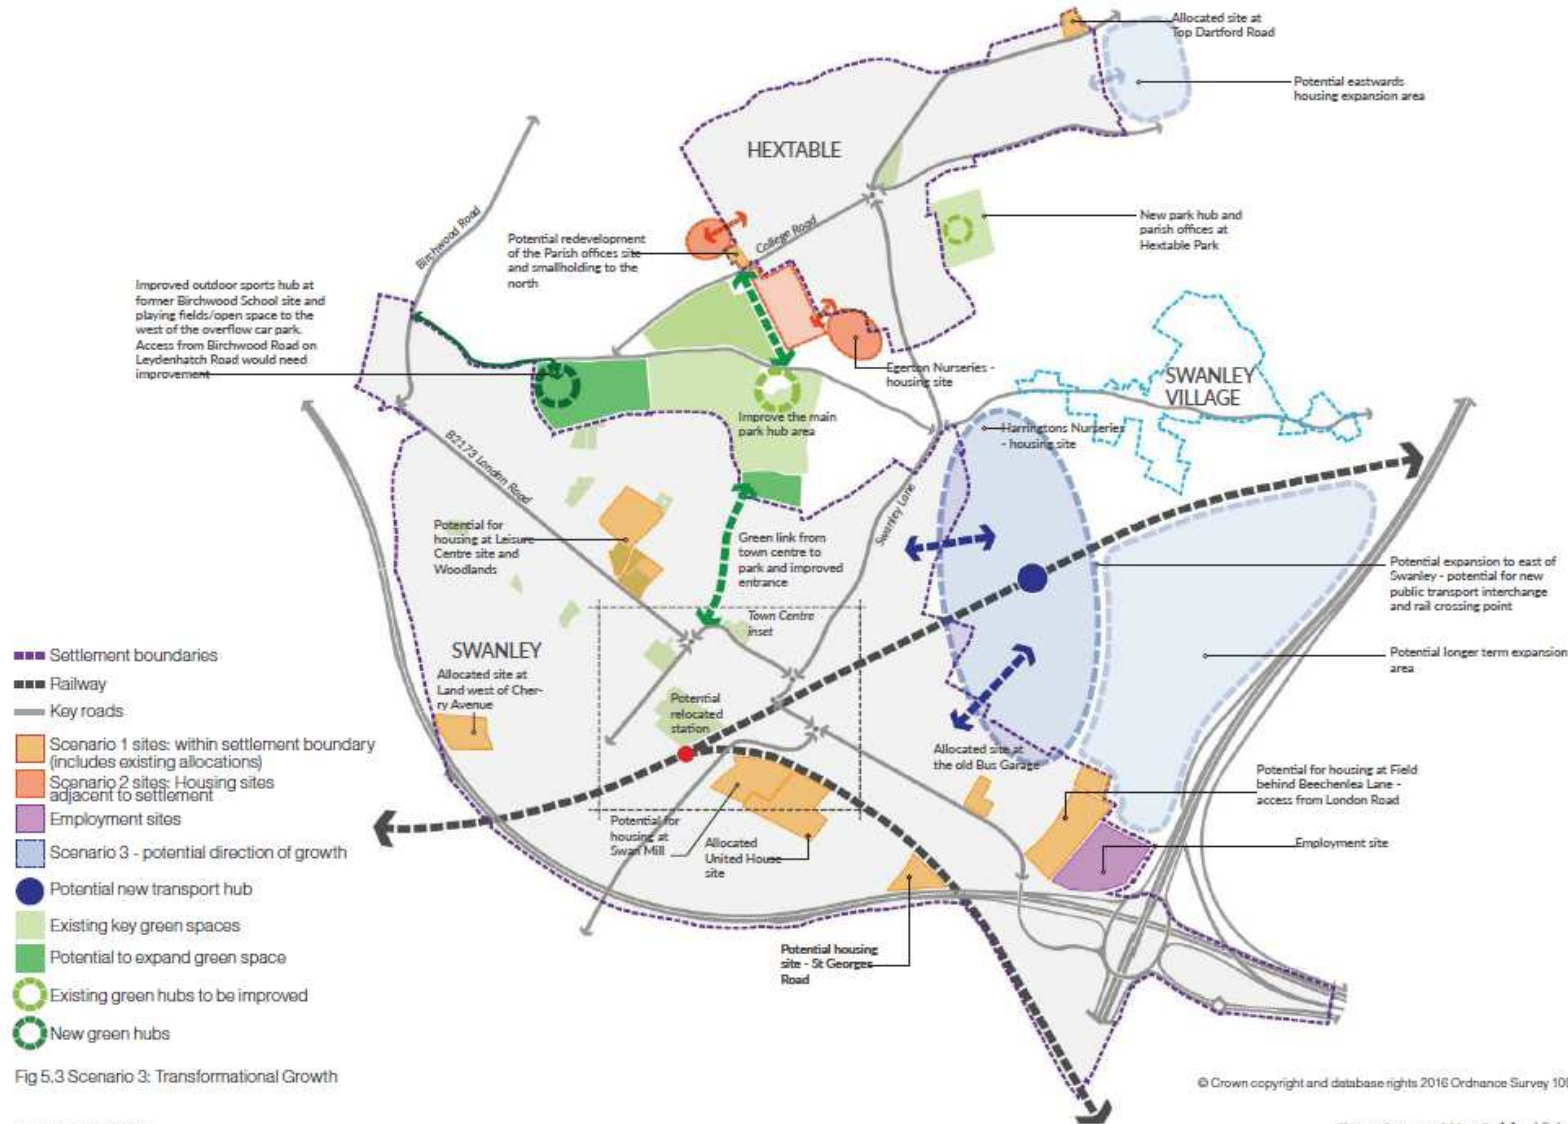 Allocated site at
Top Dartford Road
Potential eastwards
housing expansion area
HEXTABLE
Birchwood Road
College Road
Potential redevelopment
of the Parish offices site
and smallholding to the
north
New park hub and
parish offices at
Hextable Park
Improved outdoor sports hub at
former Birchwood School site and
playing fields/open space to the
west of the overflow car park.
Access from Birchwood Road on
Leydenhatch Road would need
improvement
Egerton Nurseries -
housing site
SWANLEY
VILLAGE
Improve the main
park hub area
Harringtons Nurseries
- housing site
B2173 London Road
Swanley Lane
Potential for
housing at Leisure
Centre site and
Woodlands
Green link from
town centre to
park and improved
entrance
Potential expansion to east of
Swanley - potential for new
public transport interchange
and rail crossing point
Town Centre
inset
SWANLEY
Potential longer term expansion
area
Allocated site at
Land west of Cher-
ry Avenue
Potential
relocated
station
Allocated site at
the old Bus Garage
Potential for housing at Field
behind Beechenlea Lane -
access from London Road
Potential for
housing at
Swan Mill
Allocated
United House
site
Employment site
Potential housing
site - St Georges
Road
Settlement boundaries
Railway
Key roads
Scenario 1 sites: within settlement boundary
(includes existing allocations)
Scenario 2 sites: Housing sites
adjacent to settlement
Employment sites
Scenario 3 - potential direction of growth
Potential new transport hub
Existing key green spaces
Potential to expand green space
Existing green hubs to be improved
New green hubs
Fig 5.3 Scenario 3: Transformational Growth
© Crown copyright and database rights 2016 Ordnance Survey